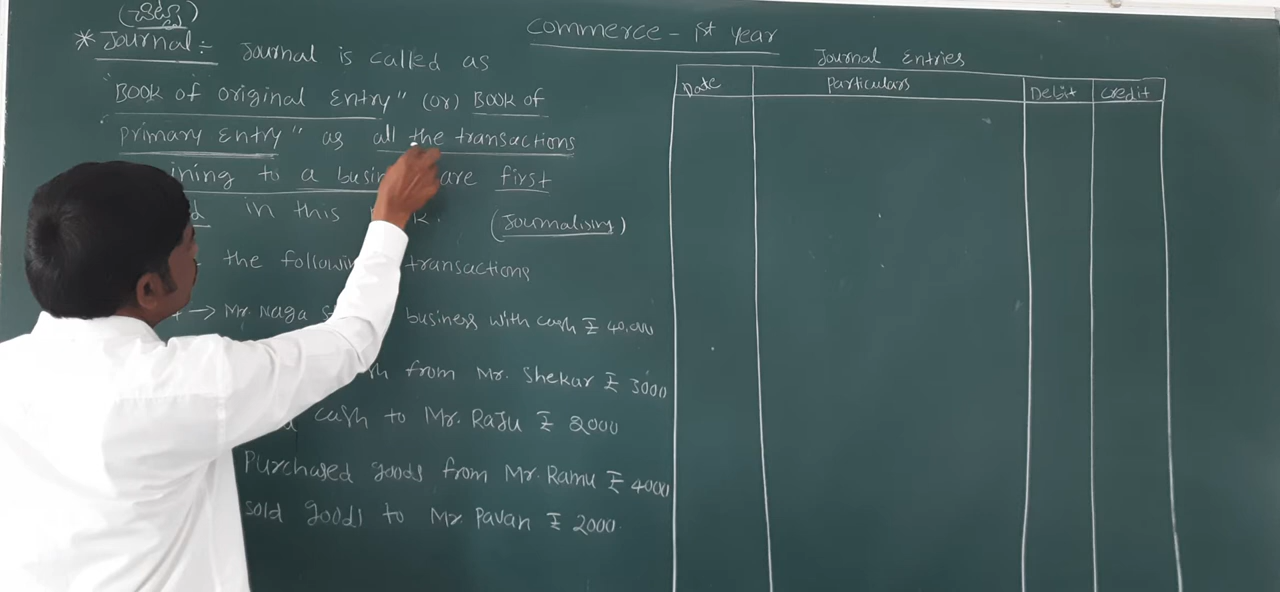 Commerce - 1st year
* Journal :- Journal is called as
"Book of original Entry" (or) Book of
"primary Entry" as all the transactions
ining to a busin are first
in this k.
(Journalising)
the following transactions
→ Mr. Naga s business with cash ₹ 40,000
from Mr. Shekar ₹ 3000
cash to Mr. Raju ₹ 2000
Purchased goods from Mr. Ramu ₹ 4000
sold goods to Mr Pavan ₹ 2000.
Journal Entries
Date Particulars Debit Credit